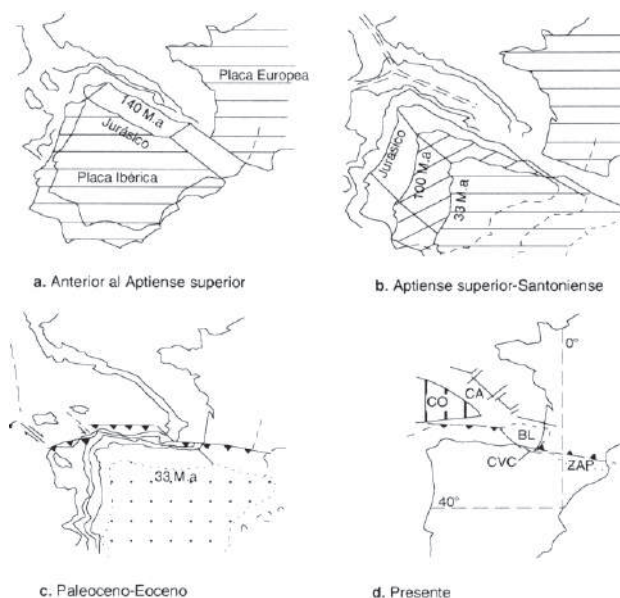 Placa Europea
140 M.a
Jurásico
Placa Ibérica
a. Anterior al Aptiense superior
Jurásico
100 M.a
33 M.a
b. Aptiense superior-Santoniense
33 M.a
c. Paleoceno-Eoceno
0°
CO
CA
BL
CVC
ZAP
40°
d. Presente